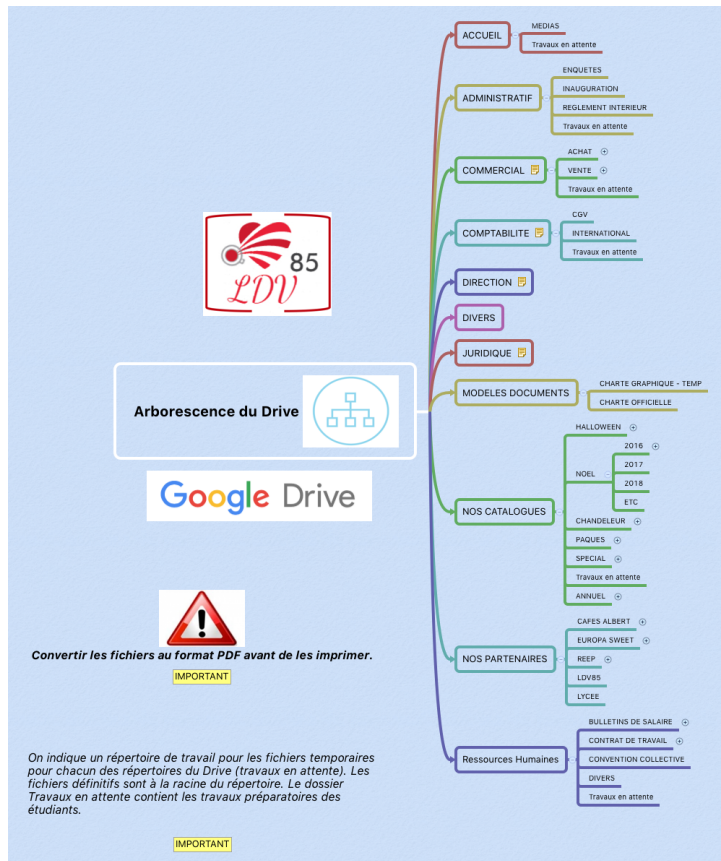 ACCUEIL
MEDIAS
Travaux en attente
ADMINISTRATIF
ENQUETES
INAUGURATION
REGLEMENT INTERIEUR
Travaux en attente
COMMERCIAL
ACHAT
VENTE
Travaux en attente
COMPTABILITE
CGV
INTERNATIONAL
Travaux en attente
DIRECTION
DIVERS
JURIDIQUE
MODELES DOCUMENTS
CHARTE GRAPHIQUE - TEMP
CHARTE OFFICIELLE
NOS CATALOGUES
HALLOWEEN
NOEL
2016
2017
2018
ETC
CHANDELEUR
PAQUES
SPECIAL
Travaux en attente
ANNUEL
NOS PARTENAIRES
CAFES ALBERT
EUROPA SWEET
REEP
LDV85
LYCEE
Ressources Humaines
BULLETINS DE SALAIRE
CONTRAT DE TRAVAIL
CONVENTION COLLECTIVE
DIVERS
Travaux en attente
85
LDV
Arborescence du Drive
Google Drive
Convertir les fichiers au format PDF avant de les imprimer.
IMPORTANT
On indique un répertoire de travail pour les fichiers temporaires
pour chacun des répertoires du Drive (travaux en attente). Les
fichiers définitifs sont à la racine du répertoire. Le dossier
Travaux en attente contient les travaux préparatoires des
étudiants.
IMPORTANT